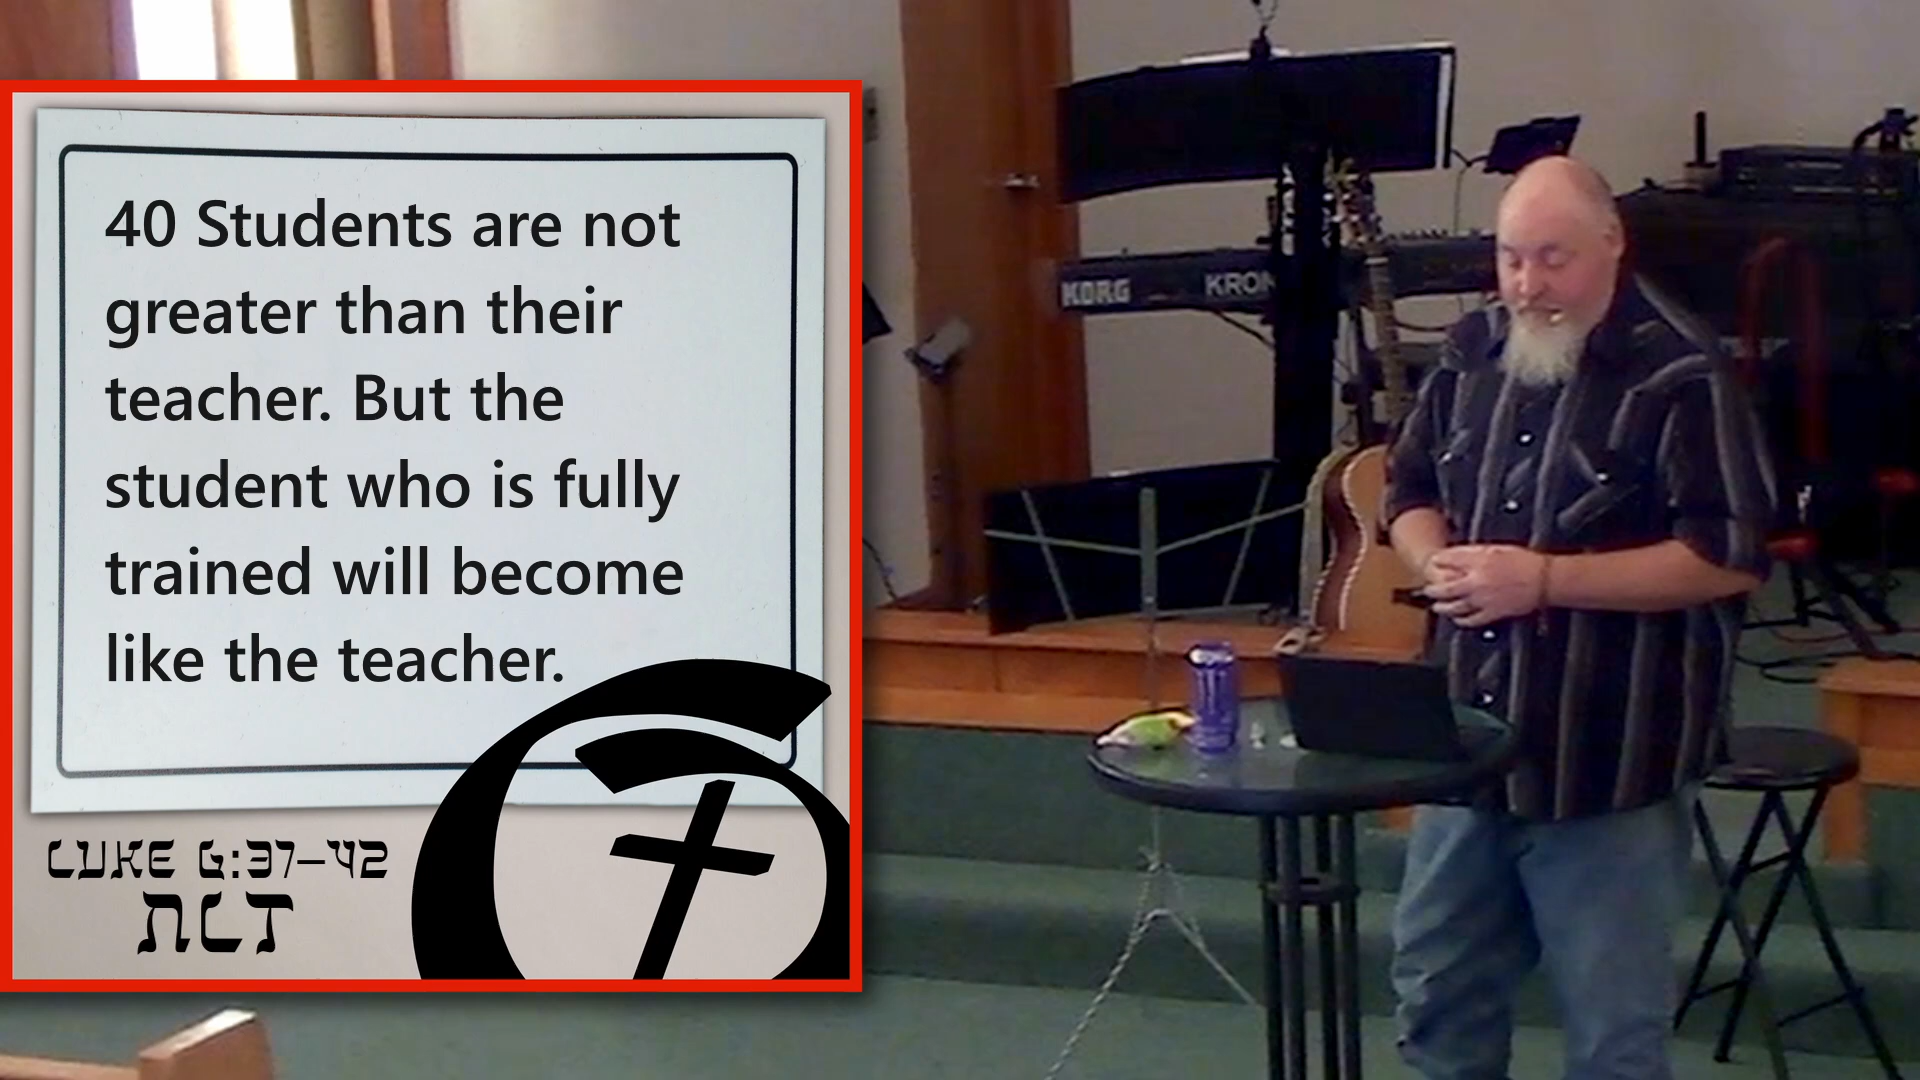 40 Students are not
greater than their
teacher. But the
student who is fully
trained will become
like the teacher.
LUKE 6:37–42
NLT
KORG
KRON